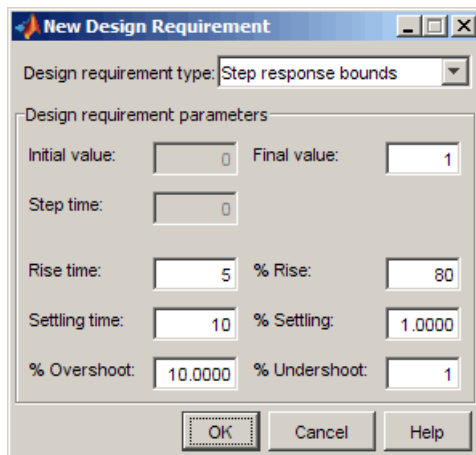 New Design Requirement
Design requirement type: Step response bounds
Design requirement parameters
Initial value: 0 Final value: 1
Step time: 0
Rise time: 5 % Rise: 80
Settling time: 10 % Settling: 1.0000
% Overshoot: 10.0000 % Undershoot: 1
OK Cancel Help